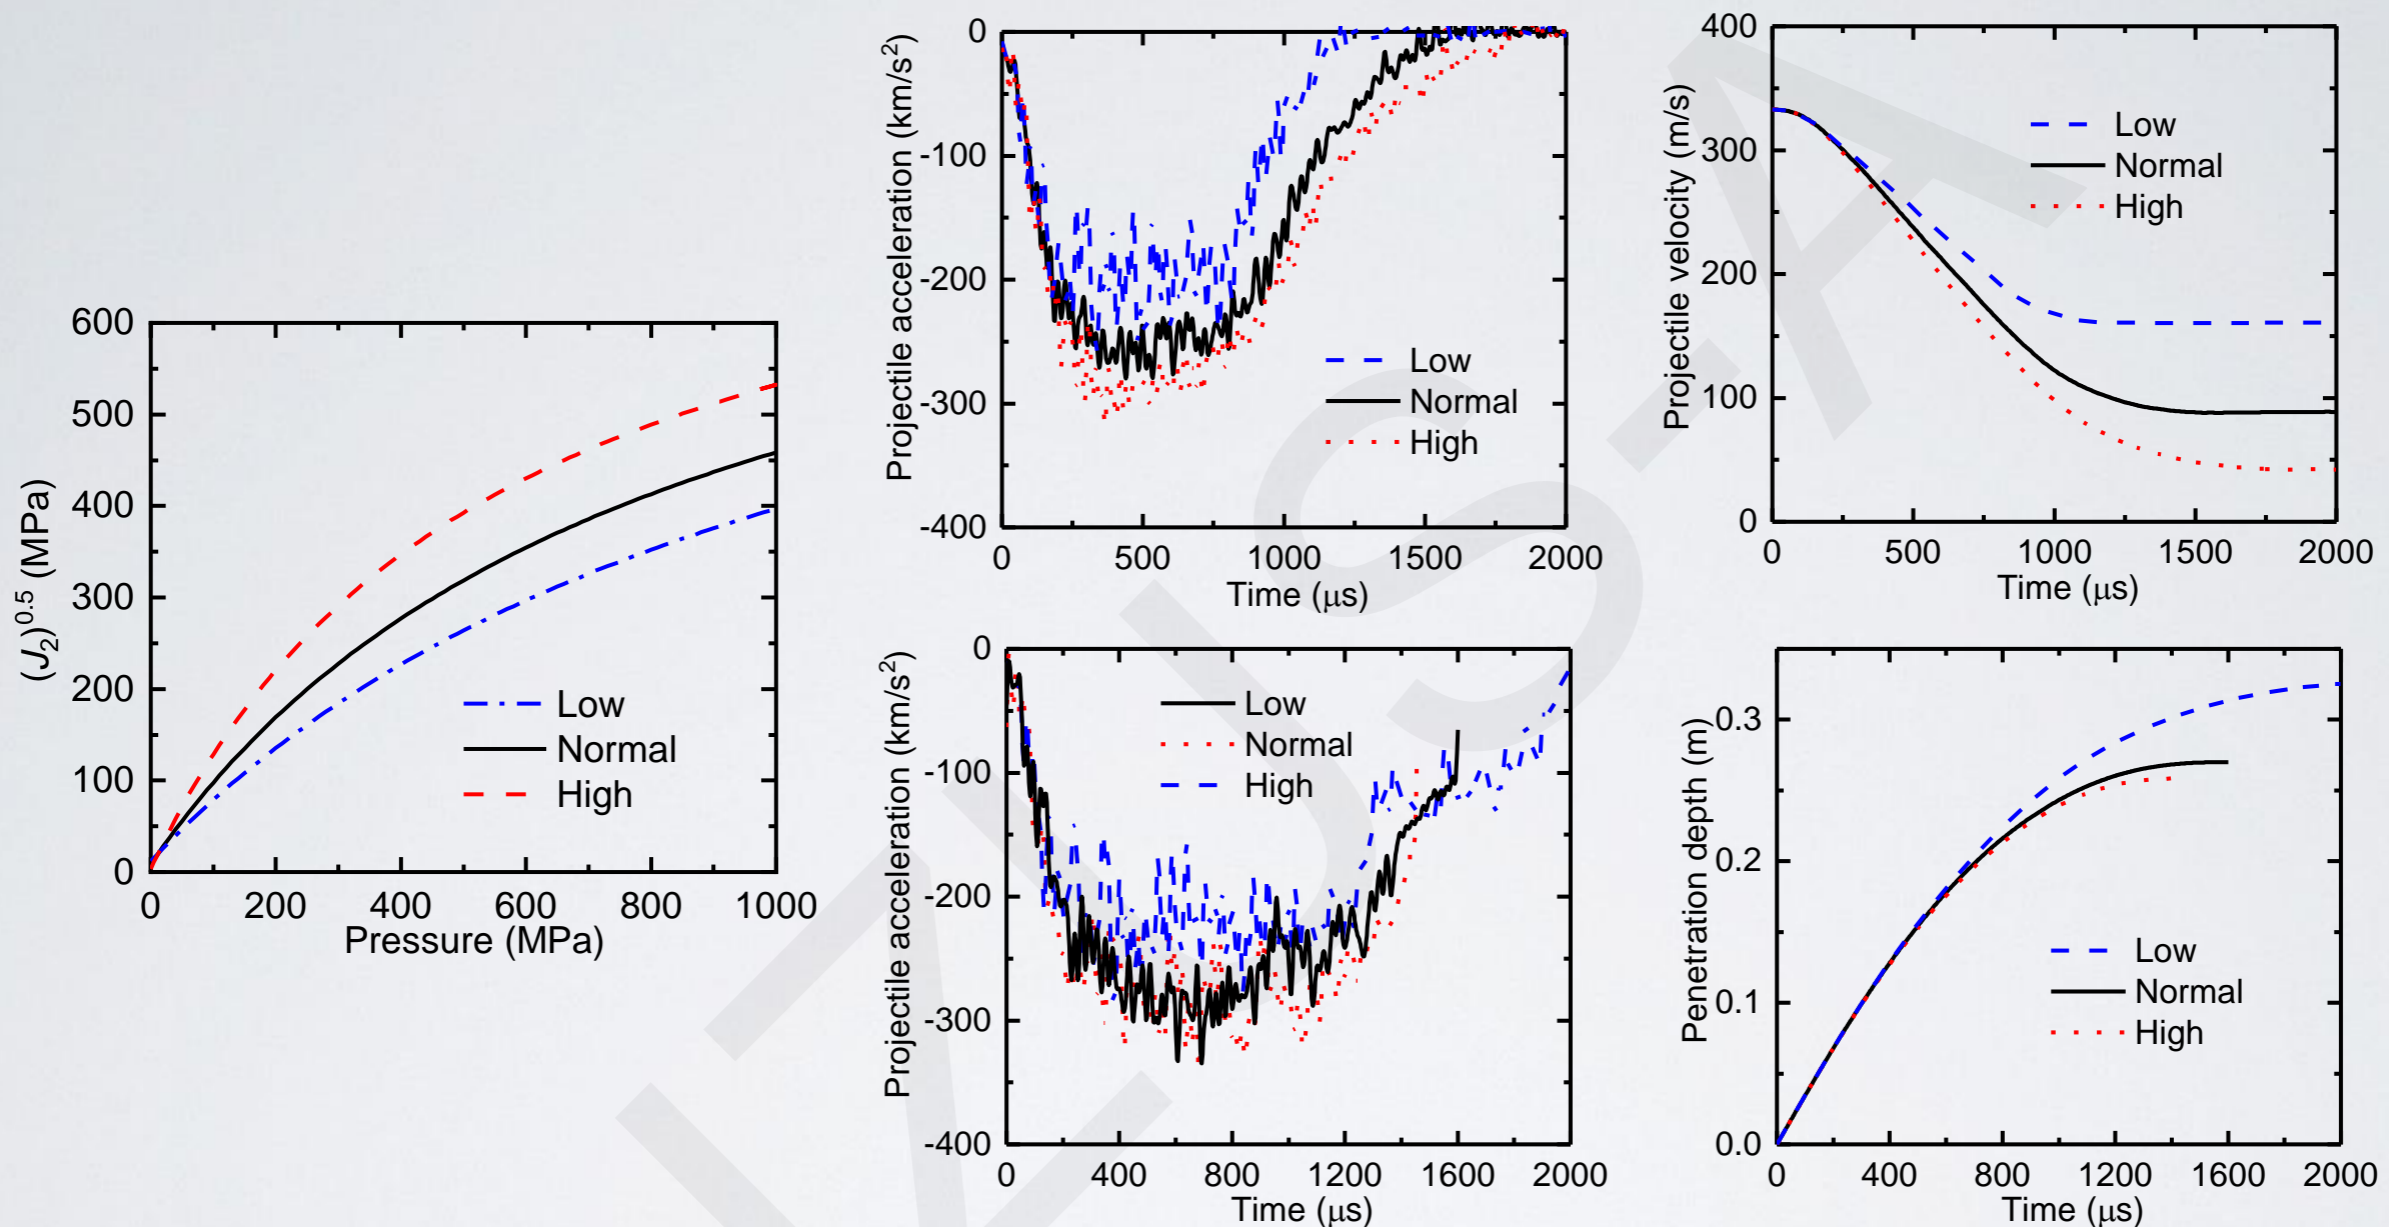 600
500
400
300
200
100
0
0 200 400 600 800 1000
Pressure (MPa)
(J2)^0.5 (MPa)
Low
Normal
High
0
-100
-200
-300
-400
0 500 1000 1500 2000
Time (μs)
Projectile acceleration (km/s²)
Low
Normal
High
400
300
200
100
0
0 500 1000 1500 2000
Time (μs)
Projectile velocity (m/s)
Low
Normal
High
0
-100
-200
-300
-400
0 400 800 1200 1600 2000
Time (μs)
Projectile acceleration (km/s²)
Low
Normal
High
0.3
0.2
0.1
0.0
0 400 800 1200 1600 2000
Time (μs)
Penetration depth (m)
Low
Normal
High